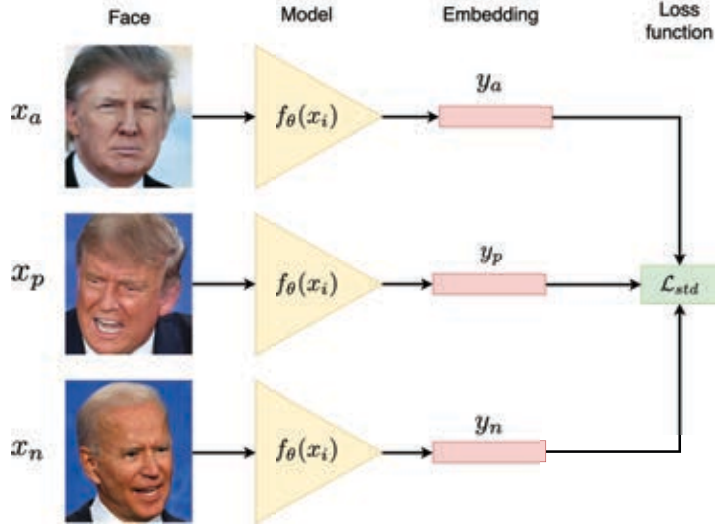 Face
Model
Embedding
Loss
function
x_a
f_θ(x_i)
y_a
x_p
f_θ(x_i)
y_p
ℒ_std
x_n
f_θ(x_i)
y_n